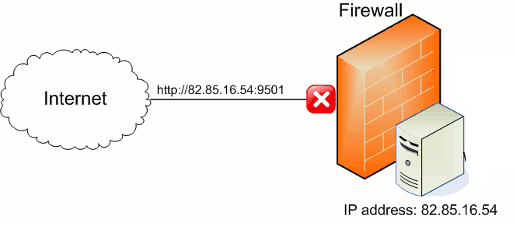 Firewall
http://82.85.16.54:9501
Internet
IP address: 82.85.16.54